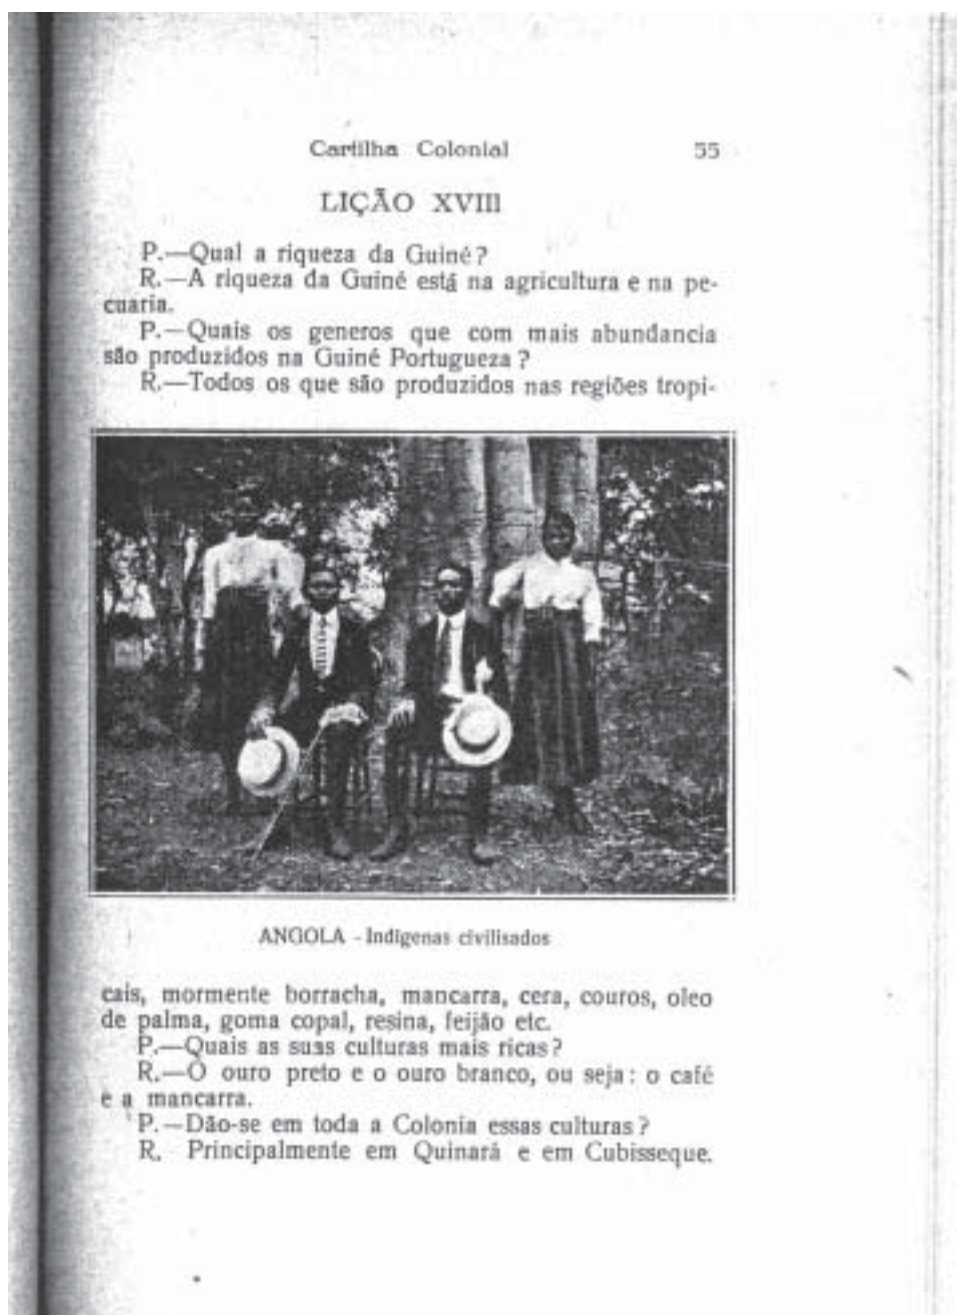 Cartilha Colonial 55
LIÇÃO XVIII
P.—Qual a riqueza da Guiné?
R.—A riqueza da Guiné está na agricultura e na pe-
cuaria.
P.—Quais os generos que com mais abundancia
são produzidos na Guiné Portugueza?
R.—Todos os que são produzidos nas regiões tropi-
ANGOLA - Indigenas civilisados
cais, mormente borracha, mancarra, cera, couros, oleo
de palma, goma copal, resina, feijão etc.
P.—Quais as suas culturas mais ricas?
R.—O ouro preto e o ouro branco, ou seja: o café
e a mancarra.
P.—Dão-se em toda a Colonia essas culturas?
R. Principalmente em Quinará e em Cubisseque.